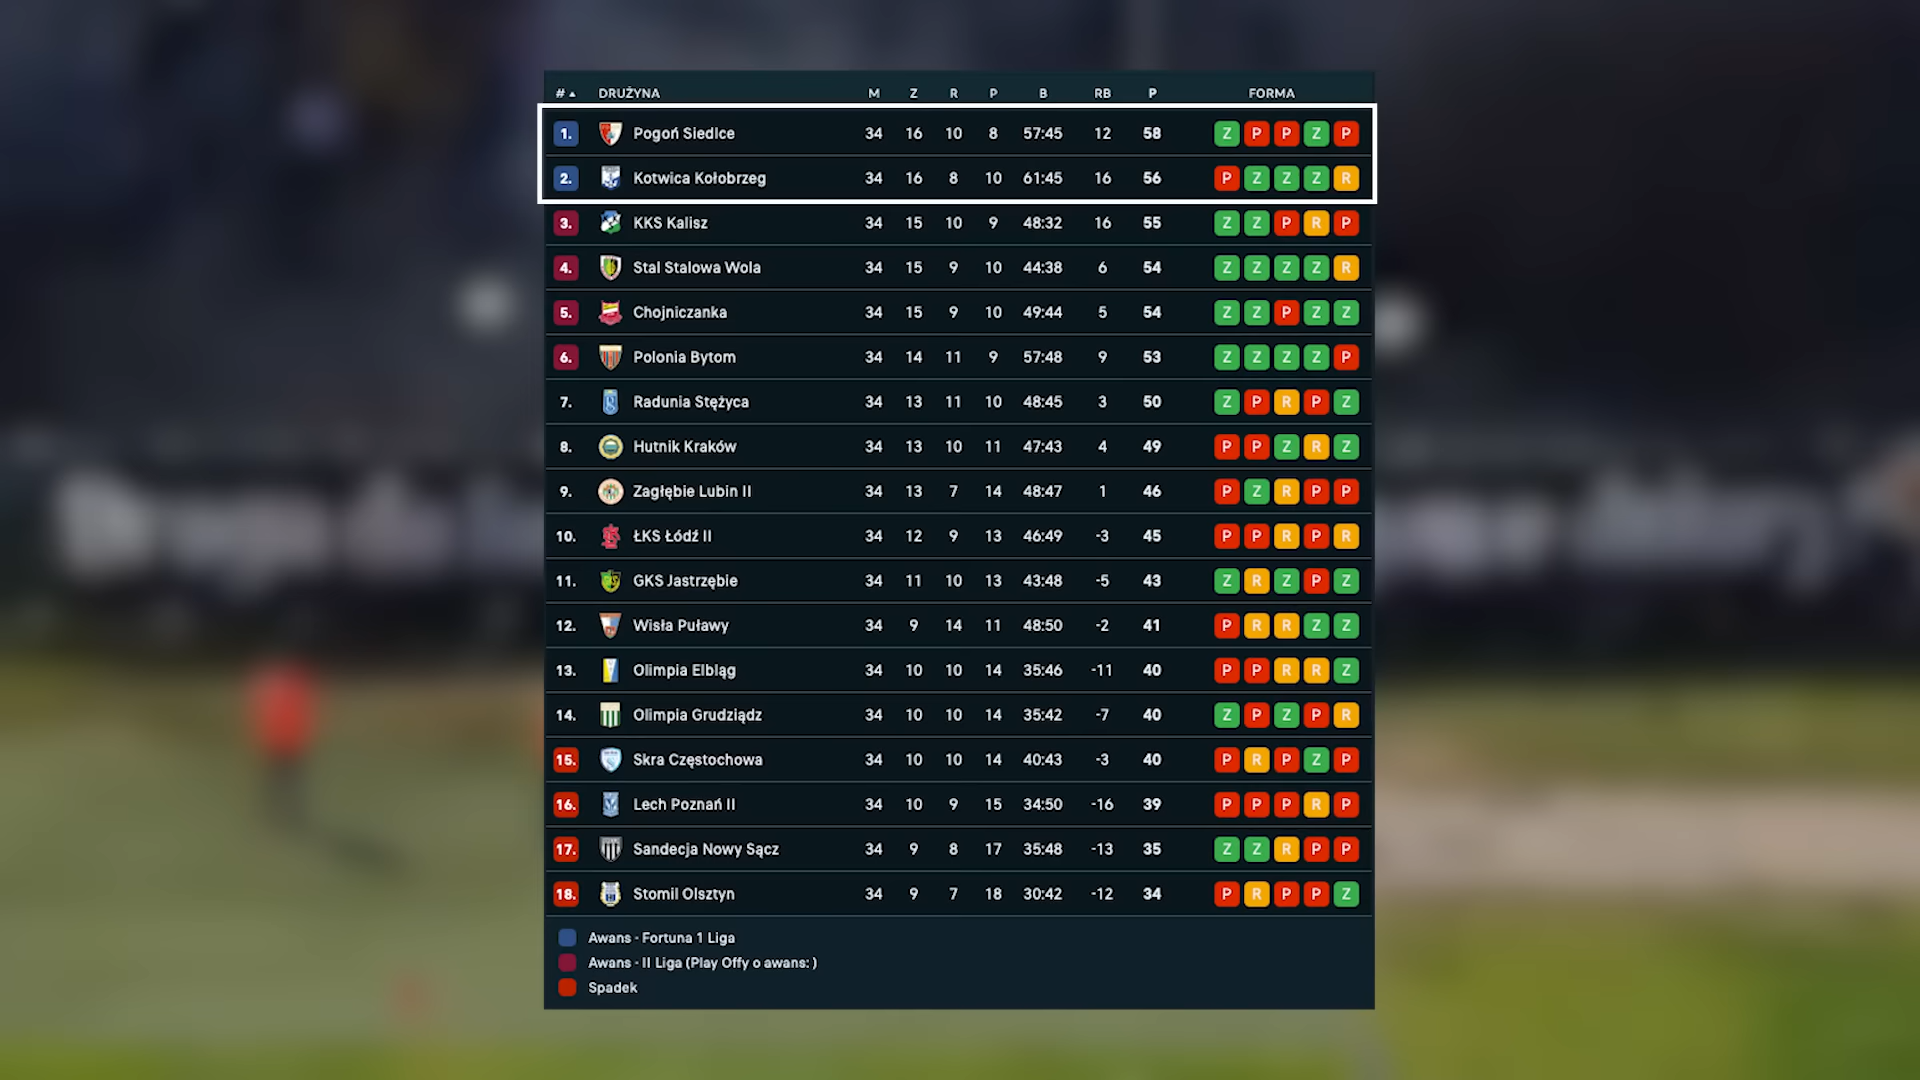 # DRUŻYNA M Z R P B RB P FORMA
1. Pogoń Siedlce 34 16 10 8 57:45 12 58 Z P P Z P
2. Kotwica Kołobrzeg 34 16 8 10 61:45 16 56 P Z Z Z R
3. KKS Kalisz 34 15 10 9 48:32 16 55 Z Z P R P
4. Stal Stalowa Wola 34 15 9 10 44:38 6 54 Z Z Z Z R
5. Chojniczanka 34 15 9 10 49:44 5 54 Z Z P Z Z
6. Polonia Bytom 34 14 11 9 57:48 9 53 Z Z Z Z P
7. Radunia Stężyca 34 13 11 10 48:45 3 50 Z P R P Z
8. Hutnik Kraków 34 13 10 11 47:43 4 49 P P Z R Z
9. Zagłębie Lubin II 34 13 7 14 48:47 1 46 P Z R P P
10. ŁKS Łódź II 34 12 9 13 46:49 -3 45 P P R P R
11. GKS Jastrzębie 34 11 10 13 43:48 -5 43 Z R Z P Z
12. Wisła Puławy 34 9 14 11 48:50 -2 41 P R R Z Z
13. Olimpia Elbląg 34 10 10 14 35:46 -11 40 P P R R Z
14. Olimpia Grudziądz 34 10 10 14 35:42 -7 40 Z P Z P R
15. Skra Częstochowa 34 10 10 14 40:43 -3 40 P R P Z P
16. Lech Poznań II 34 10 9 15 34:50 -16 39 P P P R P
17. Sandecja Nowy Sącz 34 9 8 17 35:48 -13 35 Z Z R P P
18. Stomil Olsztyn 34 9 7 18 30:42 -12 34 P R P P Z
Awans - Fortuna 1 Liga
Awans - II Liga (Play Offy o awans: )
Spadek